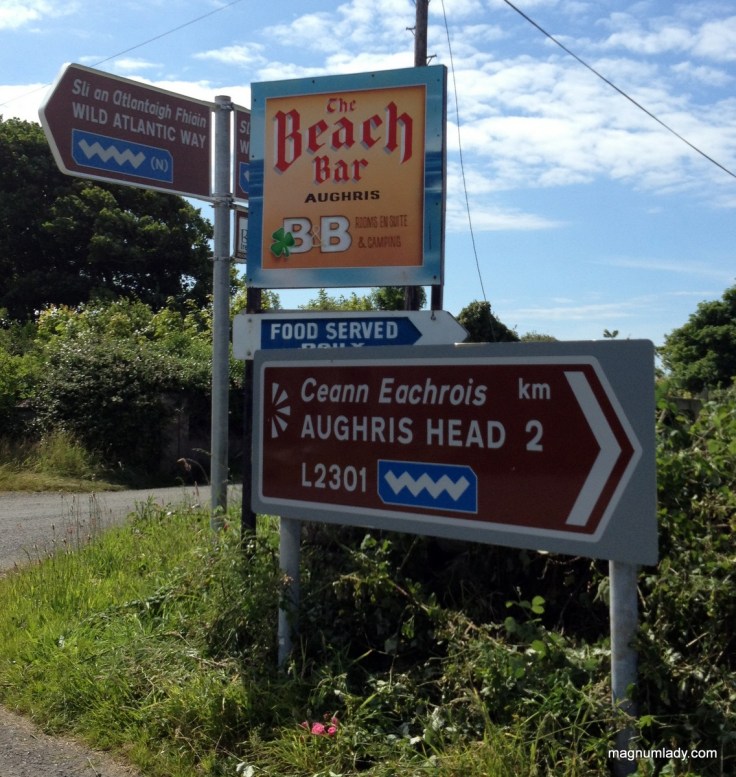 Slí an Atlantaigh Fhiáin
WILD ATLANTIC WAY
(N)
The
Beach
Bar
AUGHRIS
B&B
ROOMS EN SUITE
& CAMPING
FOOD SERVED
DAILY
Ceann Eachrois km
AUGHRIS HEAD 2
L2301
magnumlady.com